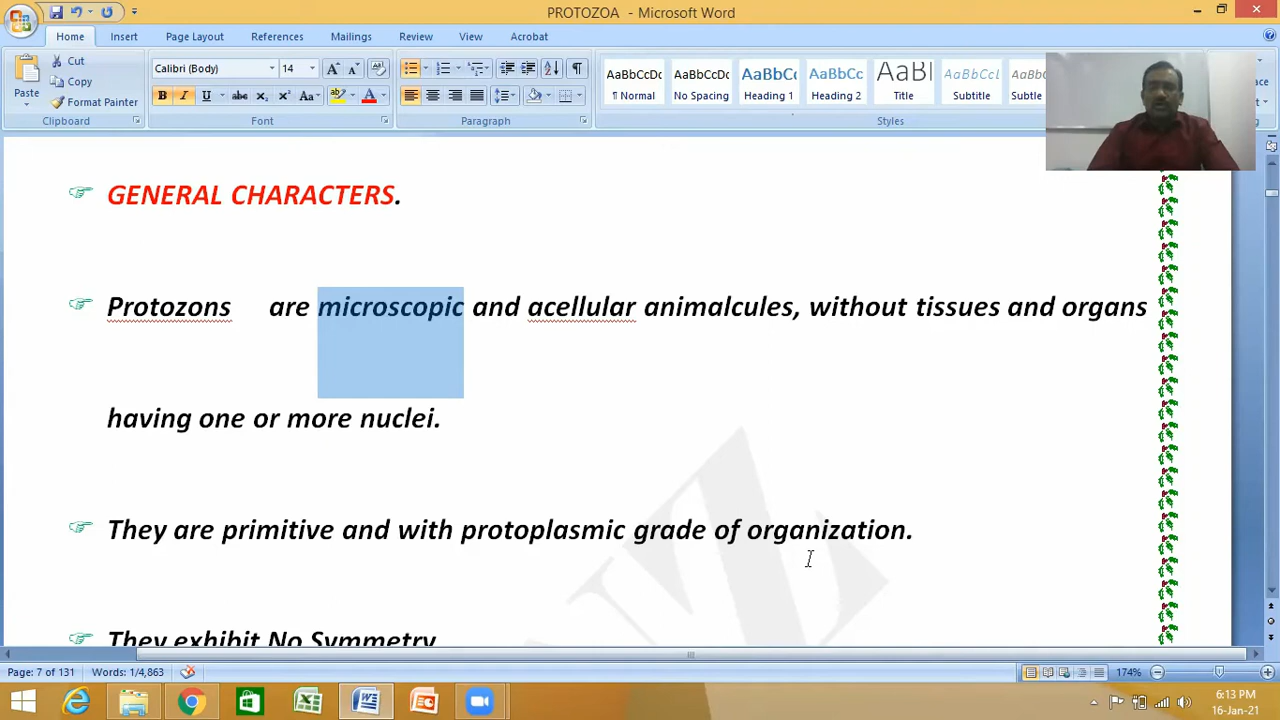 PROTOZOA - Microsoft Word
Home Insert Page Layout References Mailings Review View Acrobat
Paste
Cut
Copy
Format Painter
Clipboard
Calibri (Body) 14
Font
Paragraph
AaBbCcDc AaBbCcDc AaBbCc AaBbCc AaBl AaBbCcL AaBbCc
¶ Normal No Spacing Heading 1 Heading 2 Title Subtitle Subtle
Styles
GENERAL CHARACTERS.
Protozons are microscopic and acellular animalcules, without tissues and organs
having one or more nuclei.
They are primitive and with protoplasmic grade of organization.
They exhibit No Symmetry
Page: 7 of 131 Words: 1/4,863 174%
6:13 PM
16-Jan-21